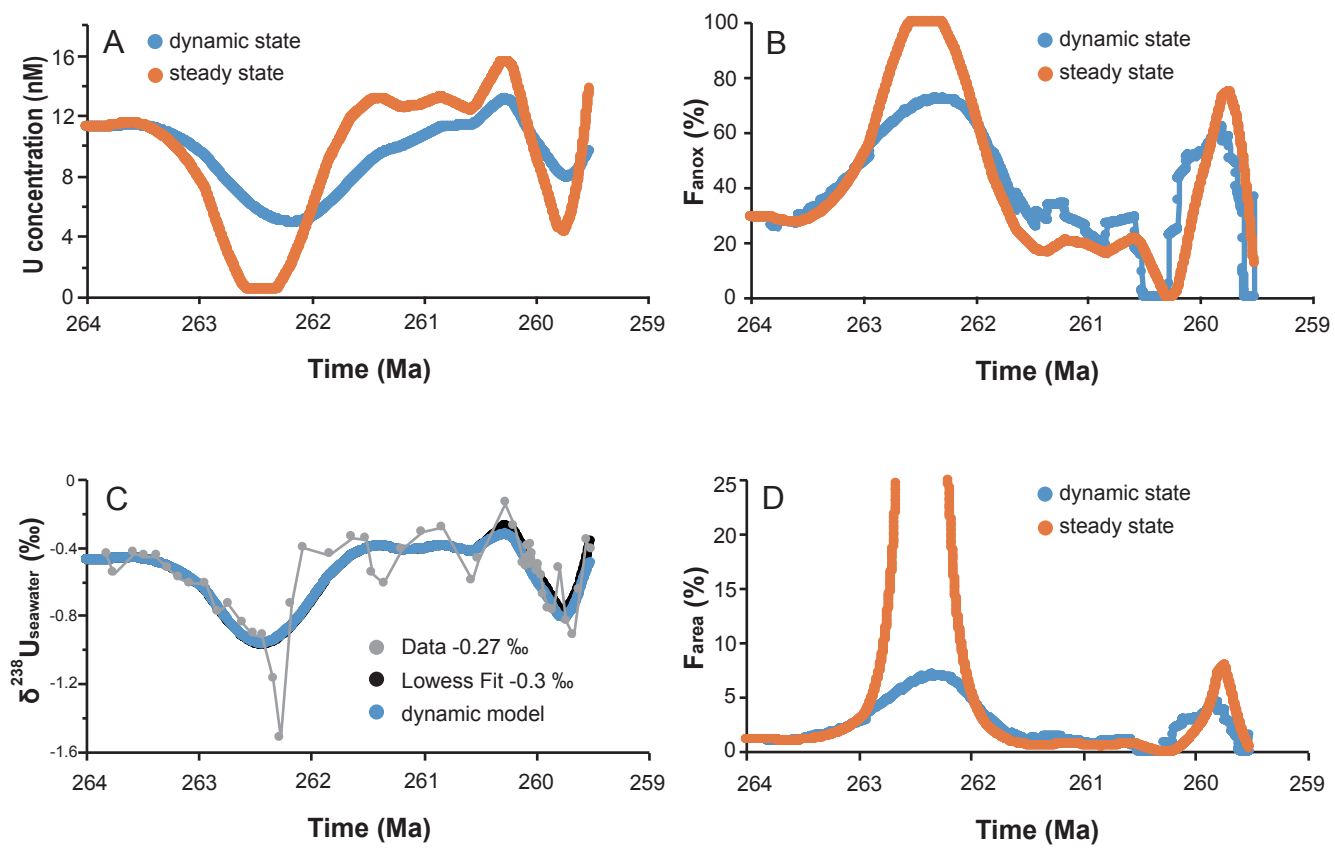 A
dynamic state
steady state
U concentration (nM)
16
12
8
4
0
264 263 262 261 260 259
Time (Ma)
B
dynamic state
steady state
Fanox (%)
100
80
60
40
20
0
264 263 262 261 260 259
Time (Ma)
C
δ238Useawater (‰)
0
-0.4
-0.8
-1.2
-1.6
Data -0.27 ‰
Lowess Fit -0.3 ‰
dynamic model
264 263 262 261 260 259
Time (Ma)
D
dynamic state
steady state
Farea (%)
25
20
15
10
5
0
264 263 262 261 260 259
Time (Ma)